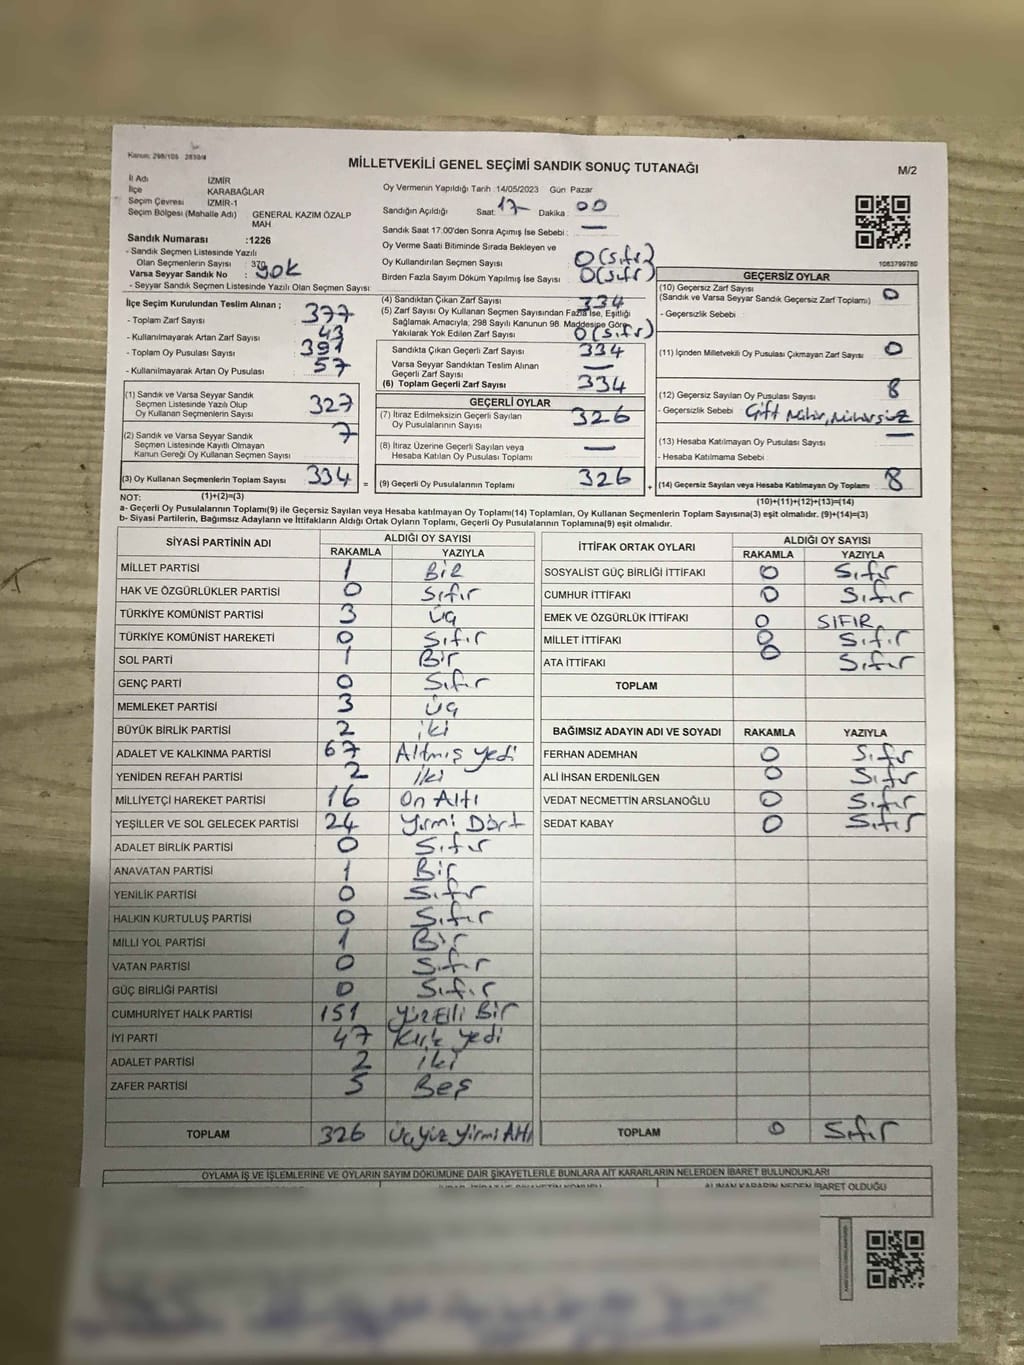 Kanun: 298/105 2839/4
MİLLETVEKİLİ GENEL SEÇİMİ SANDIK SONUÇ TUTANAĞI
M/2
İl Adı İZMİR
İlçe KARABAĞLAR
Seçim Çevresi İZMİR-1
Seçim Bölgesi (Mahalle Adı) GENERAL KAZIM ÖZALP MAH
Sandık Numarası :1226
- Sandık Seçmen Listesinde Yazılı
Olan Seçmenlerin Sayısı : 370
Varsa Seyyar Sandık No : yok
- Seyyar Sandık Seçmen Listesinde Yazılı Olan Seçmen Sayısı:
Oy Vermenin Yapıldığı Tarih :14/05/2023 Gün Pazar
Sandığın Açıldığı Saat: 17 Dakika : 00
Sandık Saat 17:00'den Sonra Açımış İse Sebebi : —
Oy Verme Saati Bitiminde Sırada Bekleyen ve
Oy Kullandırılan Seçmen Sayısı : 0 (sıfır)
Birden Fazla Sayım Döküm Yapılmış İse Sayısı : 0 (sıfır)
1063799780
İlçe Seçim Kurulundan Teslim Alınan ;
- Toplam Zarf Sayısı : 377
- Kullanılmayarak Artan Zarf Sayısı : 43
- Toplam Oy Pusulası Sayısı : 391
- Kullanılmayarak Artan Oy Pusulası : 57
(1) Sandık ve Varsa Seyyar Sandık
Seçmen Listesinde Yazılı Olup
Oy Kullanan Seçmenlerin Sayısı 327
(2) Sandık ve Varsa Seyyar Sandık
Seçmen Listesinde Kayıtlı Olmayan
Kanun Gereği Oy Kullanan Seçmen Sayısı 7
(3) Oy Kullanan Seçmenlerin Toplam Sayısı 334 =
(4) Sandıktan Çıkan Zarf Sayısı : 334
(5) Zarf Sayısı Oy Kullanan Seçmen Sayısından Fazla İse, Eşitliği
Sağlamak Amacıyla; 298 Sayılı Kanunun 98. Maddesine Göre
Yakılarak Yok Edilen Zarf Sayısı : 0 (sıfır)
Sandıkta Çıkan Geçerli Zarf Sayısı 334
Varsa Seyyar Sandıktan Teslim Alınan
Geçerli Zarf Sayısı —
(6) Toplam Geçerli Zarf Sayısı 334
GEÇERLİ OYLAR
(7) İtiraz Edilmeksizin Geçerli Sayılan
Oy Pusulalarının Sayısı 326
(8) İtiraz Üzerine Geçerli Sayılan veya
Hesaba Katılan Oy Pusulası Toplamı —
(9) Geçerli Oy Pusulalarının Toplamı 326 +
GEÇERSİZ OYLAR
(10) Geçersiz Zarf Sayısı
(Sandık ve Varsa Seyyar Sandık Geçersiz Zarf Toplamı) 0
- Geçersizlik Sebebi :
(11) İçinden Milletvekili Oy Pusulası Çıkmayan Zarf Sayısı : 0
(12) Geçersiz Sayılan Oy Pusulası Sayısı : 8
- Geçersizlik Sebebi : Çift Mühür, Mühürsüz
(13) Hesaba Katılmayan Oy Pusulası Sayısı : —
- Hesaba Katılmama Sebebi :
(14) Geçersiz Sayılan veya Hesaba Katılmayan Oy Toplamı 8
NOT: (1)+(2)=(3)
(10)+(11)+(12)+(13)=(14)
a- Geçerli Oy Pusulalarının Toplamı(9) ile Geçersiz Sayılan veya Hesaba katılmayan Oy Toplamı(14) Toplamları, Oy Kullanan Seçmenlerin Toplam Sayısına(3) eşit olmalıdır. (9)+(14)=(3)
b- Siyasi Partilerin, Bağımsız Adayların ve İttifakların Aldığı Ortak Oyların Toplamı, Geçerli Oy Pusulalarının Toplamına(9) eşit olmalıdır.
SİYASİ PARTİNİN ADI ALDIĞI OY SAYISI
RAKAMLA YAZIYLA
MİLLET PARTİSİ 1 Bir
HAK VE ÖZGÜRLÜKLER PARTİSİ 0 Sıfır
TÜRKİYE KOMÜNİST PARTİSİ 3 Üç
TÜRKİYE KOMÜNİST HAREKETİ 0 Sıfır
SOL PARTİ 1 Bir
GENÇ PARTİ 0 Sıfır
MEMLEKET PARTİSİ 3 Üç
BÜYÜK BİRLİK PARTİSİ 2 iki
ADALET VE KALKINMA PARTİSİ 67 Altmış yedi
YENİDEN REFAH PARTİSİ 2 iki
MİLLİYETÇİ HAREKET PARTİSİ 16 On Altı
YEŞİLLER VE SOL GELECEK PARTİSİ 24 Yirmi Dört
ADALET BİRLİK PARTİSİ 0 Sıfır
ANAVATAN PARTİSİ 1 Bir
YENİLİK PARTİSİ 0 Sıfır
HALKIN KURTULUŞ PARTİSİ 0 Sıfır
MİLLİ YOL PARTİSİ 1 Bir
VATAN PARTİSİ 0 Sıfır
GÜÇ BİRLİĞİ PARTİSİ 0 Sıfır
CUMHURİYET HALK PARTİSİ 151 Yüz Elli Bir
İYİ PARTİ 47 Kırk yedi
ADALET PARTİSİ 2 iki
ZAFER PARTİSİ 5 Beş
TOPLAM 326 Üçyüz Yirmi Altı
İTTİFAK ORTAK OYLARI ALDIĞI OY SAYISI
RAKAMLA YAZIYLA
SOSYALİST GÜÇ BİRLİĞİ İTTİFAKI 0 Sıfır
CUMHUR İTTİFAKI 0 Sıfır
EMEK VE ÖZGÜRLÜK İTTİFAKI 0 SIFIR
MİLLET İTTİFAKI 0 Sıfır
ATA İTTİFAKI 0 Sıfır
TOPLAM
BAĞIMSIZ ADAYIN ADI VE SOYADI RAKAMLA YAZIYLA
FERHAN ADEMHAN 0 Sıfır
ALİ İHSAN ERDENİLGEN 0 Sıfır
VEDAT NECMETTİN ARSLANOĞLU 0 Sıfır
SEDAT KABAY 0 Sıfır
TOPLAM 0 Sıfır
OYLAMA İŞ VE İŞLEMLERİNE VE OYLARIN SAYIM DÖKÜMÜNE DAİR ŞİKAYETLERLE BUNLARA AİT KARARLARIN NELERDEN İBARET BULUNDUKLARI
ALINAN KARARIN NEDEN İBARET OLDUĞU